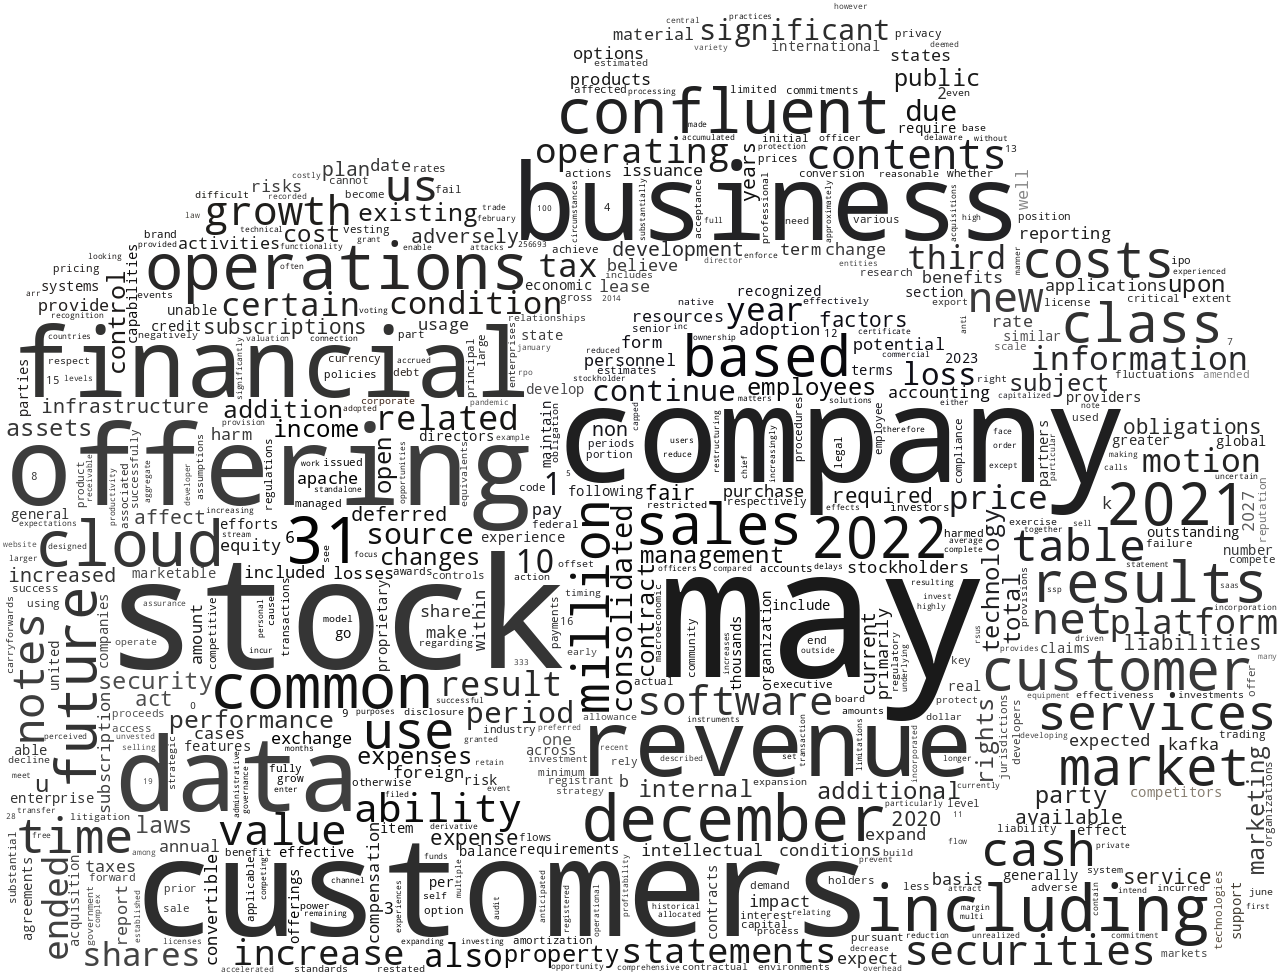 however
central practices
significant
material variety international privacy
options deemed
estimated states
products public
affected processing limited commitments 2 even
confluent due
made require base
accumulated initial officer delaware without
operating years protection contents 13
costly plan date rates actions issuance prices conversion reasonable whether
risks cannot us business well
difficult recorded become fail
growth existing trade 100 circumstances 4 substantially acceptance full professional need approximately various acquisitions high position
law technical vesting february
brand cost grant adversely 256693 achieve development term change reporting
provided activities functionality enable attacks director enforce manner
looking operations often tax believe entities third costs ipo
pricing control capabilities economic includes research benefits experienced
systems events certain condition gross lease section new applications upon
arr provide unable voting 2014 native recognized effectively export license critical extent
recognition credit subscriptions usage relationships resources year factors anti rate class
negatively connection part state senior inc adoption 12 certificate similar 7
countries financial valuation january form ownership based potential scale information
respect significantly currency accrued principal large enterprises reduced personnel commercial 2023
parties 15 levels policies debt rpo estimates terms loss right subject fluctuations amended
infrastructure corporate pandemic develop stockholder continue employees accounting capitalized providers
assets provision addition adopted related matters solutions either note used
offering harm income directors example maintain obligation non capped company obligations
product receivable successfully assumptions regulations work issued open opportunities equivalents periods users restructuring increasingly procedures legal employee therefore compliance face partners making greater global
8 productivity associated aggregate developer apache portion reduce chief order calls motion
standalone code 1 5 except uncertain
general increasing managed pay following fair purchase required price k 2021 2027 reputation
expectations affect efforts deferred federal restricted respectively effects investors exercise sell
website cloud stream 6 31 see source experience million consolidated sales 2022 harmed technology table outstanding
larger designed equity focus changes 10 management average complete together failure number
increased marketable included losses awards controls offset officers compared accounts delays stockholders statement compete
success assurance stock action timing contract may resulting total provisions ssp results saas
carryforwards using future companies amount competitive personal cause transactions model proprietary share within payments 16 macroeconomic community increases thousands organization include invest highly rsus net platform incorporation
notes united operate go make early end current primarily regulatory underlying provides claims driven liabilities
incur regarding 333 actual outside key customer offer many
security common result executive
act 0 successful software board real equipment effectiveness investments
proceeds 9 purposes disclosure period allowance instruments amounts protect services
access performance use industry preferred dollar rights jurisdictions developers developing trading
perceived unvested cases exchange granted one recent revenue expected kafka
able selling features months expenses across rely described set transaction limitations incorporated longer market
decline subscription strategic data administrative governance fully retain investment
meet u 19 grow foreign risk minimum
enterprise enter otherwise event registrant b internal expansion additional currently party competitors marketing organizations
transfer filed ability strategy particularly level available
28 litigation value derivative december 2020 11 liability effect
time free laws item expense flows expand flow private
among annual benefit effective compensation balance requirements intellectual conditions build cash
substantial ended taxes customers funds prevent generally system
agreements acquisition forward government complex report established prior convertible applicable competing offerings channel experiences per multiple audit anticipated registered operational profitability contracts demand holders less basis adverse intend incurred service technologies support june
sale power self historical impact attract contain first
remaining 3 option allocated interest relating margin including
capital multi
shares licenses increase expanding investing amortization property statements process pursuant reduction unrealized commitment
also decrease expect securities markets
accelerated standards restated opportunity comprehensive contractual environments overhead